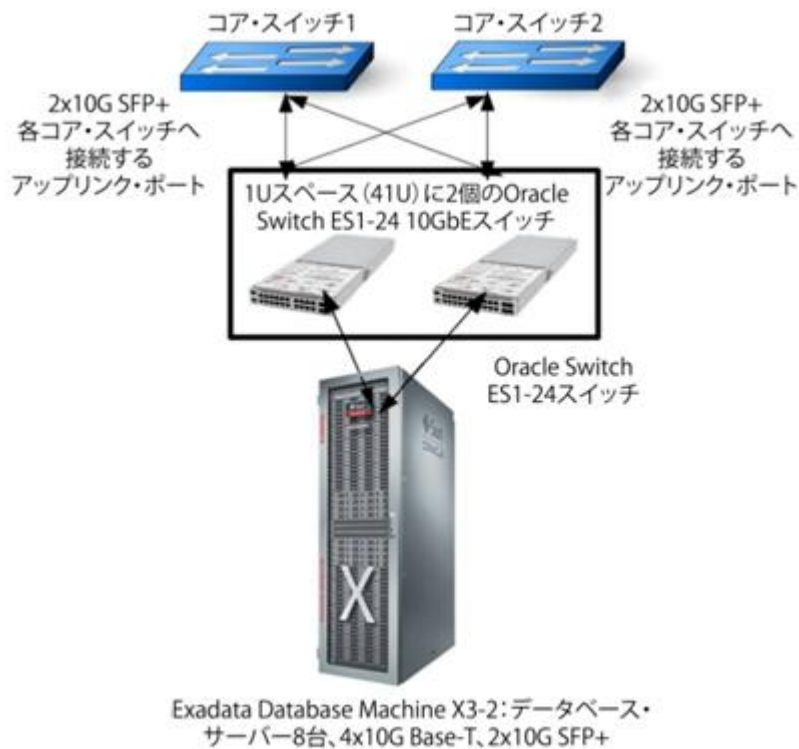 コア・スイッチ1
コア・スイッチ2
2x10G SFP+
各コア・スイッチへ
接続する
アップリンク・ポート
2x10G SFP+
各コア・スイッチへ
接続する
アップリンク・ポート
1Uスペース(41U)に2個のOracle
Switch ES1-24 10GbEスイッチ
Oracle Switch
ES1-24スイッチ
X
Exadata Database Machine X3-2:データベース・
サーバー8台、4x10G Base-T、2x10G SFP+